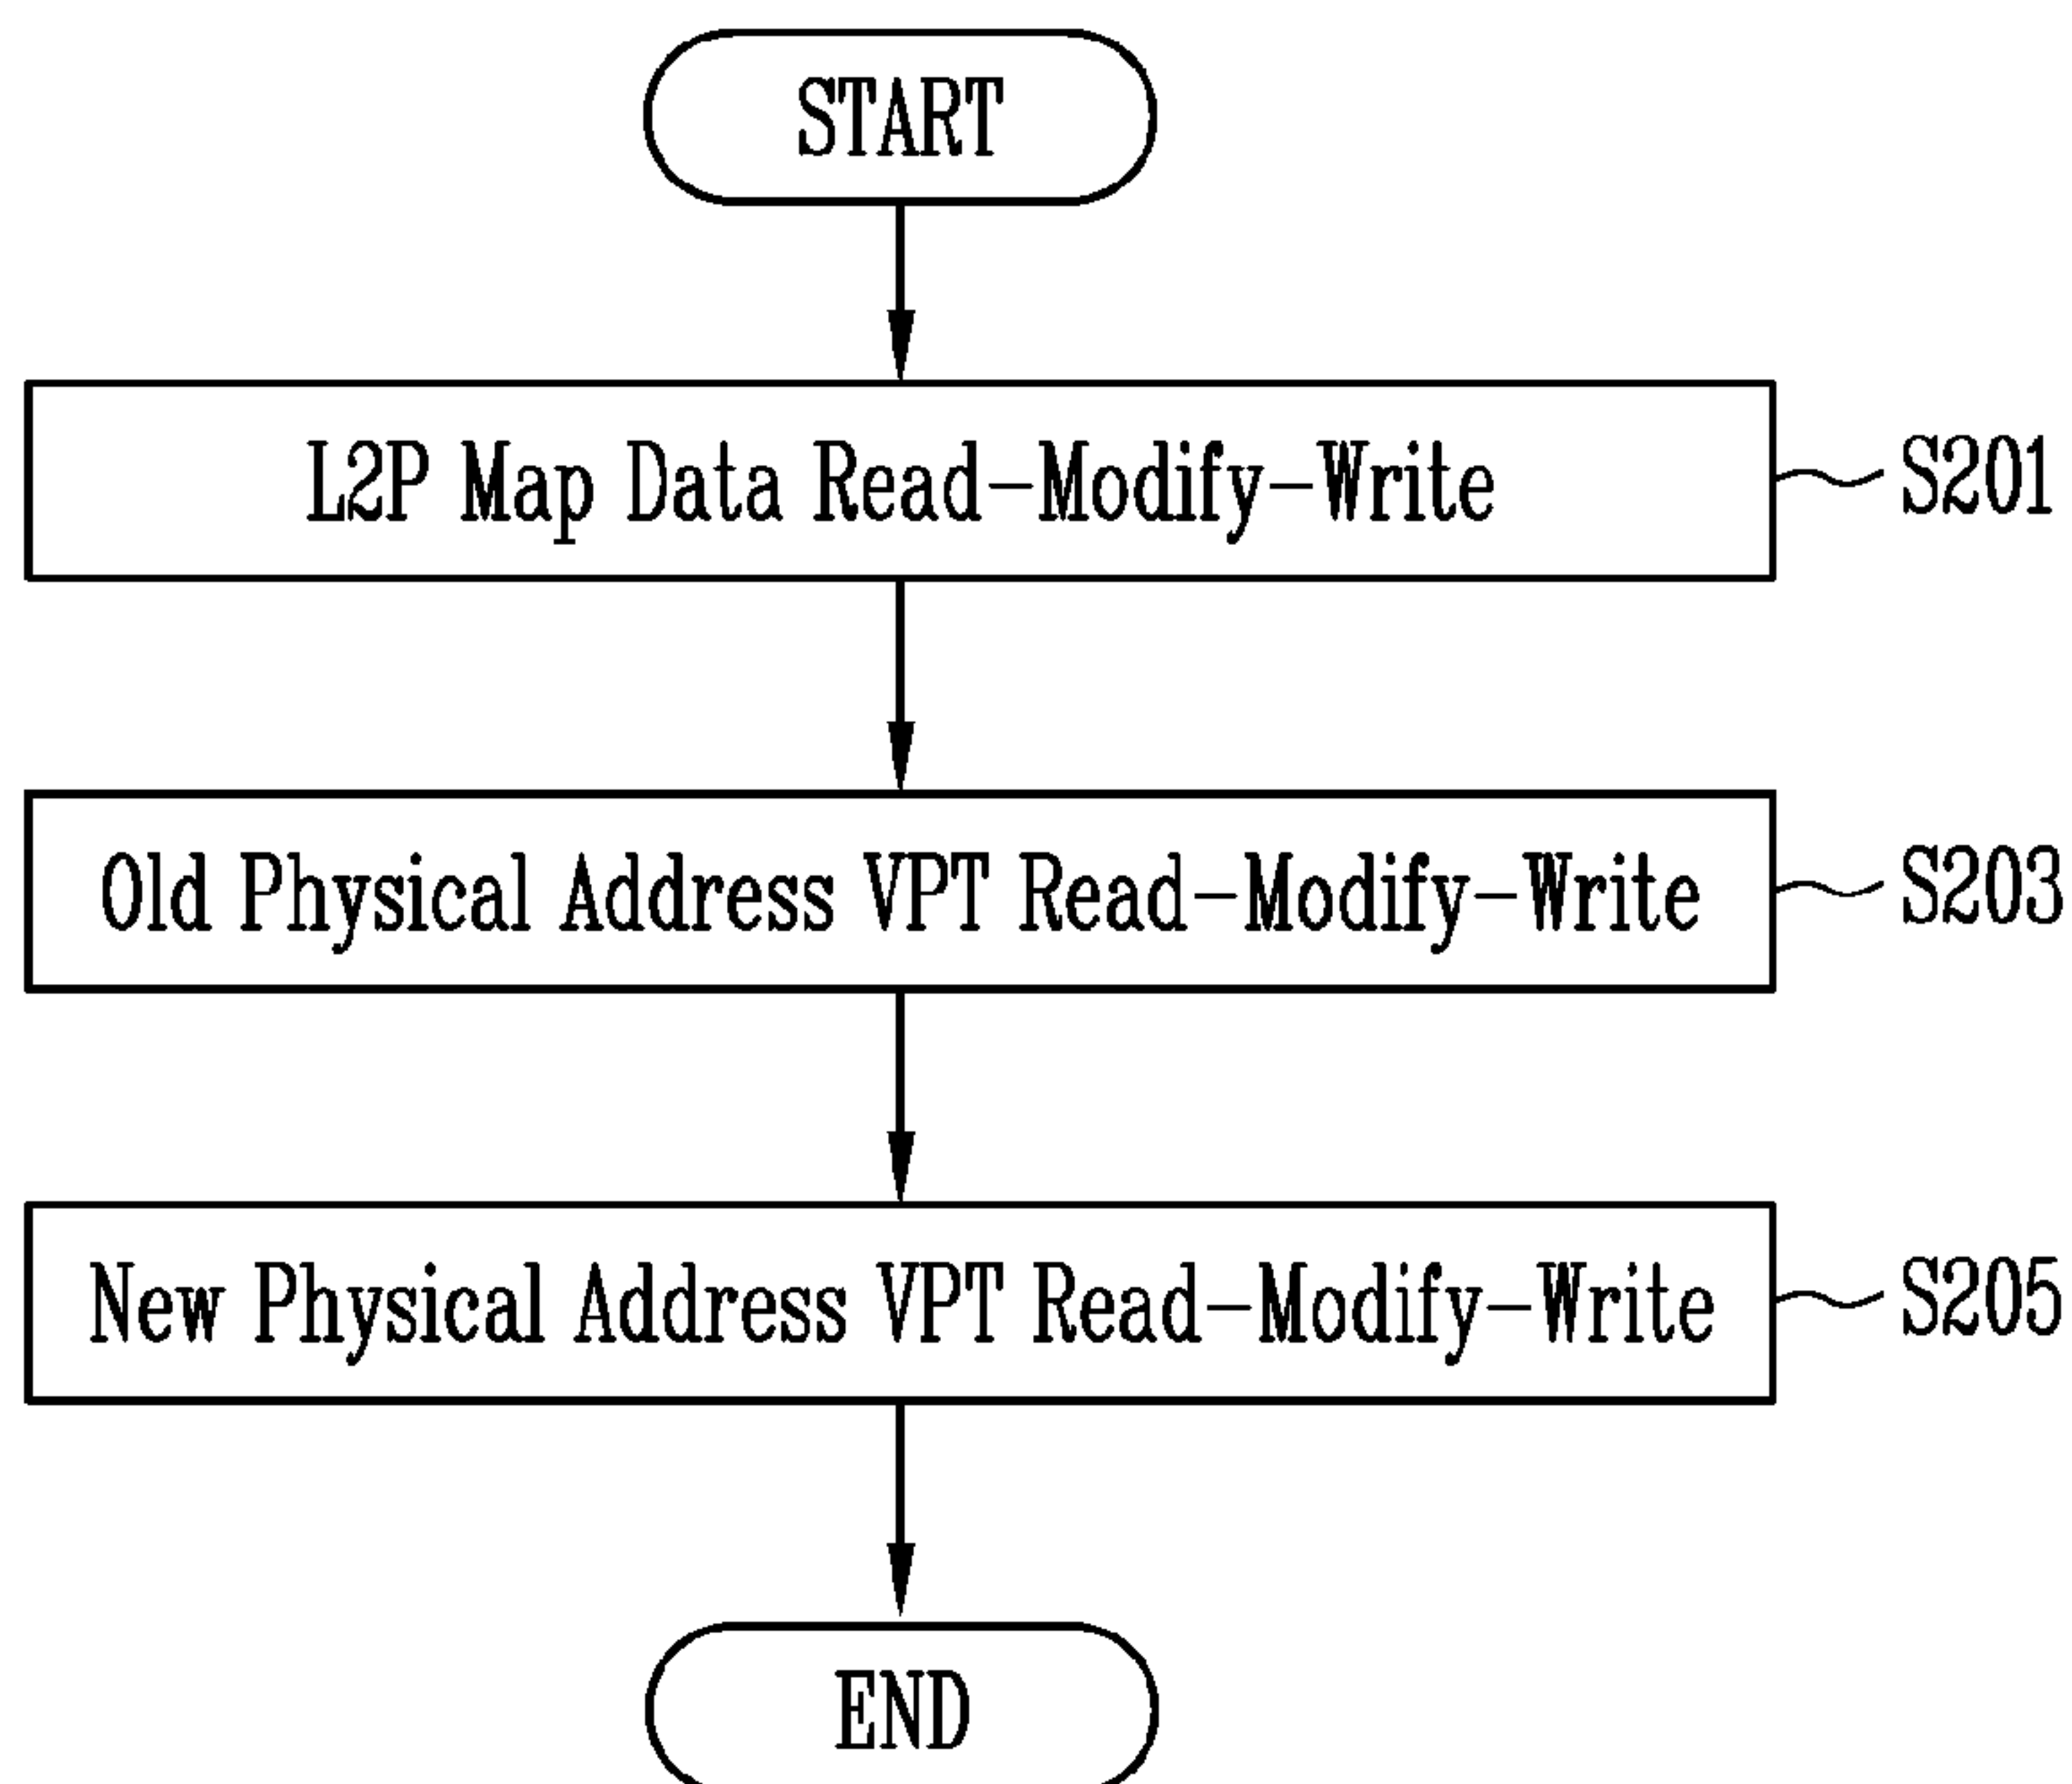 START
L2P Map Data Read-Modify-Write
S201
Old Physical Address VPT Read-Modify-Write
S203
New Physical Address VPT Read-Modify-Write
S205
END